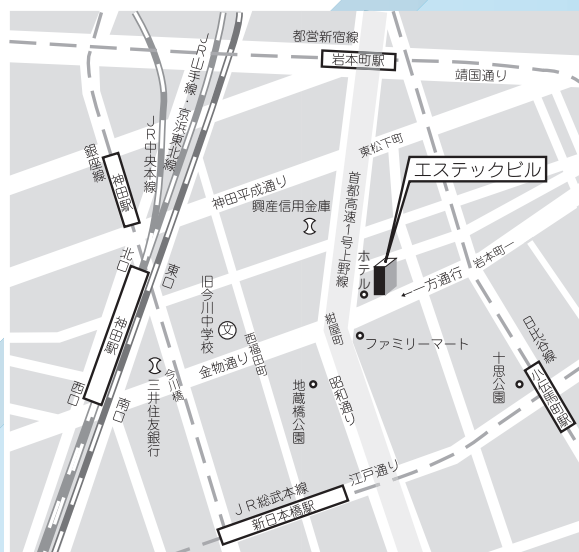 都営新宿線
岩本町駅
靖国通り
JR山手線・京浜東北線
JR中央本線
銀座線
神田駅
東松下町
エステックビル
神田平成通り
興産信用金庫
首都高速↑1号上野線
ホテル
←一方通行
岩本町一
北口
東口
神田駅
旧今川中学校
文
紺屋町
ファミリーマート
西福田町
金物通り
今川橋
三井住友銀行
西口
南口
地蔵橋公園
昭和通り
十思公園
日比谷線
小伝馬町駅
江戸通り
JR総武本線
新日本橋駅